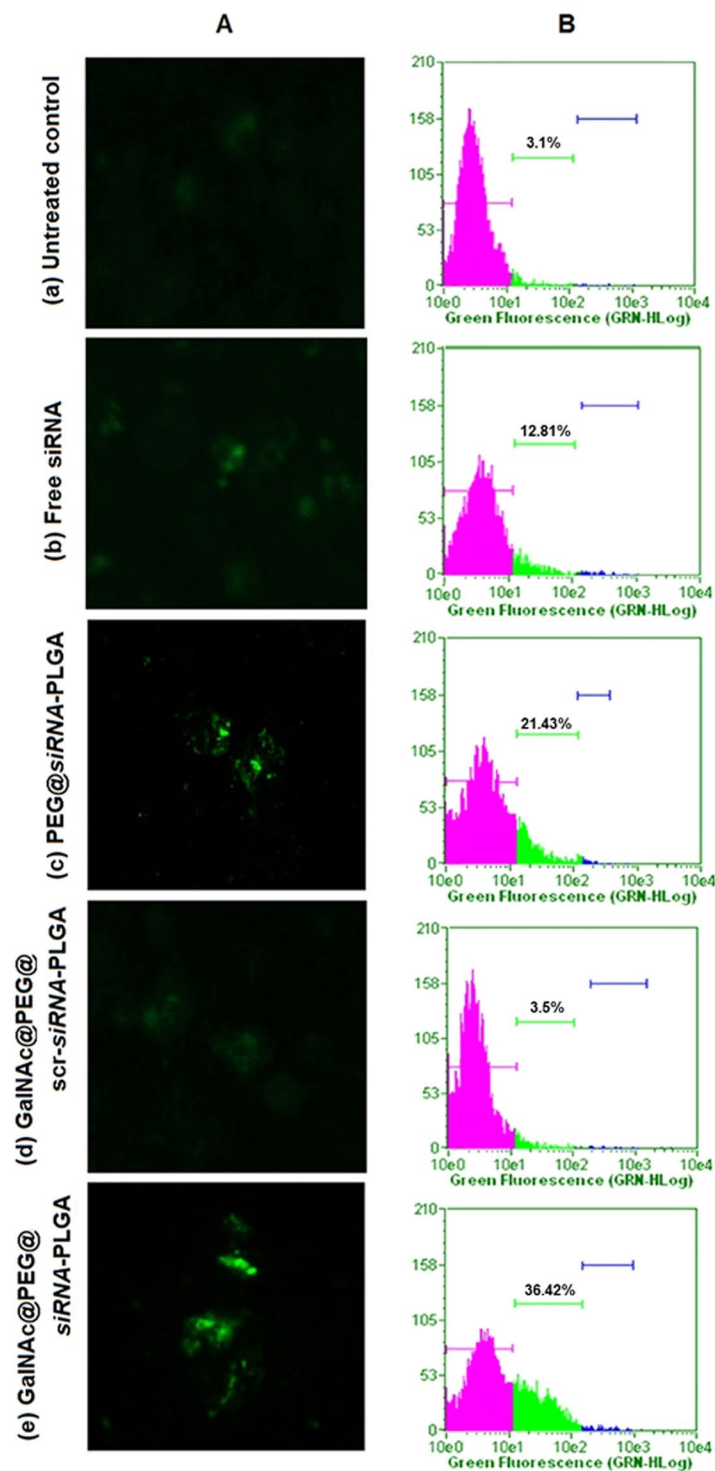 A
B
(a) Untreated control
210
158
105
53
0
3.1%
10e0 10e1 10e2 10e3 10e4
Green Fluorescence (GRN-HLog)
(b) Free siRNA
210
158
105
53
0
12.81%
10e0 10e1 10e2 10e3 10e4
Green Fluorescence (GRN-HLog)
(c) PEG@siRNA-PLGA
210
158
105
53
0
21.43%
10e0 10e1 10e2 10e3 10e4
Green Fluorescence (GRN-HLog)
(d) GalNAc@PEG@
scr-siRNA-PLGA
210
158
105
53
0
3.5%
10e0 10e1 10e2 10e3 10e4
Green Fluorescence (GRN-HLog)
(e) GalNAc@PEG@
siRNA-PLGA
210
158
105
53
0
36.42%
10e0 10e1 10e2 10e3 10e4
Green Fluorescence (GRN-HLog)